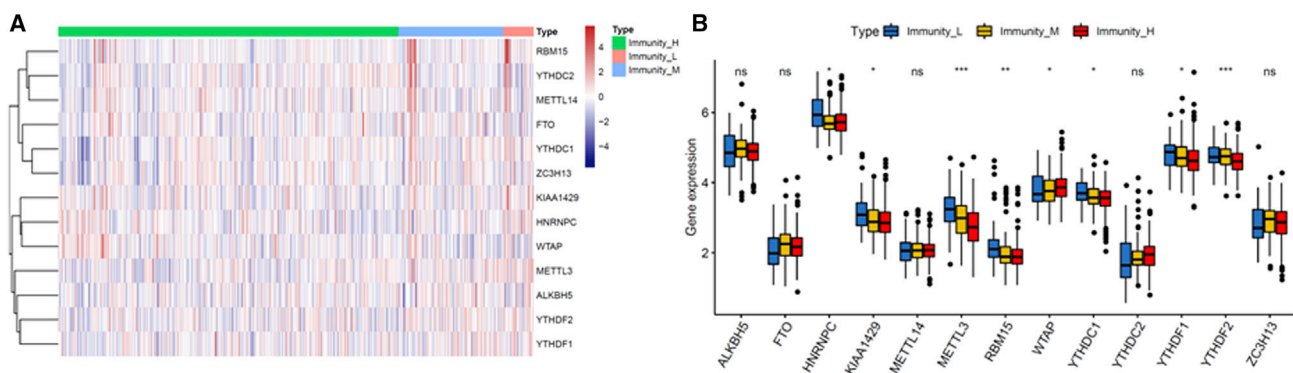 A
Type
RBM15
YTHDC2
METTL14
FTO
YTHDC1
ZC3H13
KIAA1429
HNRNPC
WTAP
METTL3
ALKBH5
YTHDF2
YTHDF1
4
2
0
−2
−4
Type
Immunity_H
Immunity_L
Immunity_M
B
Type Immunity_L Immunity_M Immunity_H
Gene expression
6
4
2
ns ns * * ns *** ** * * ns * *** ns
ALKBH5
FTO
HNRNPC
KIAA1429
METTL14
METTL3
RBM15
WTAP
YTHDC1
YTHDC2
YTHDF1
YTHDF2
ZC3H13